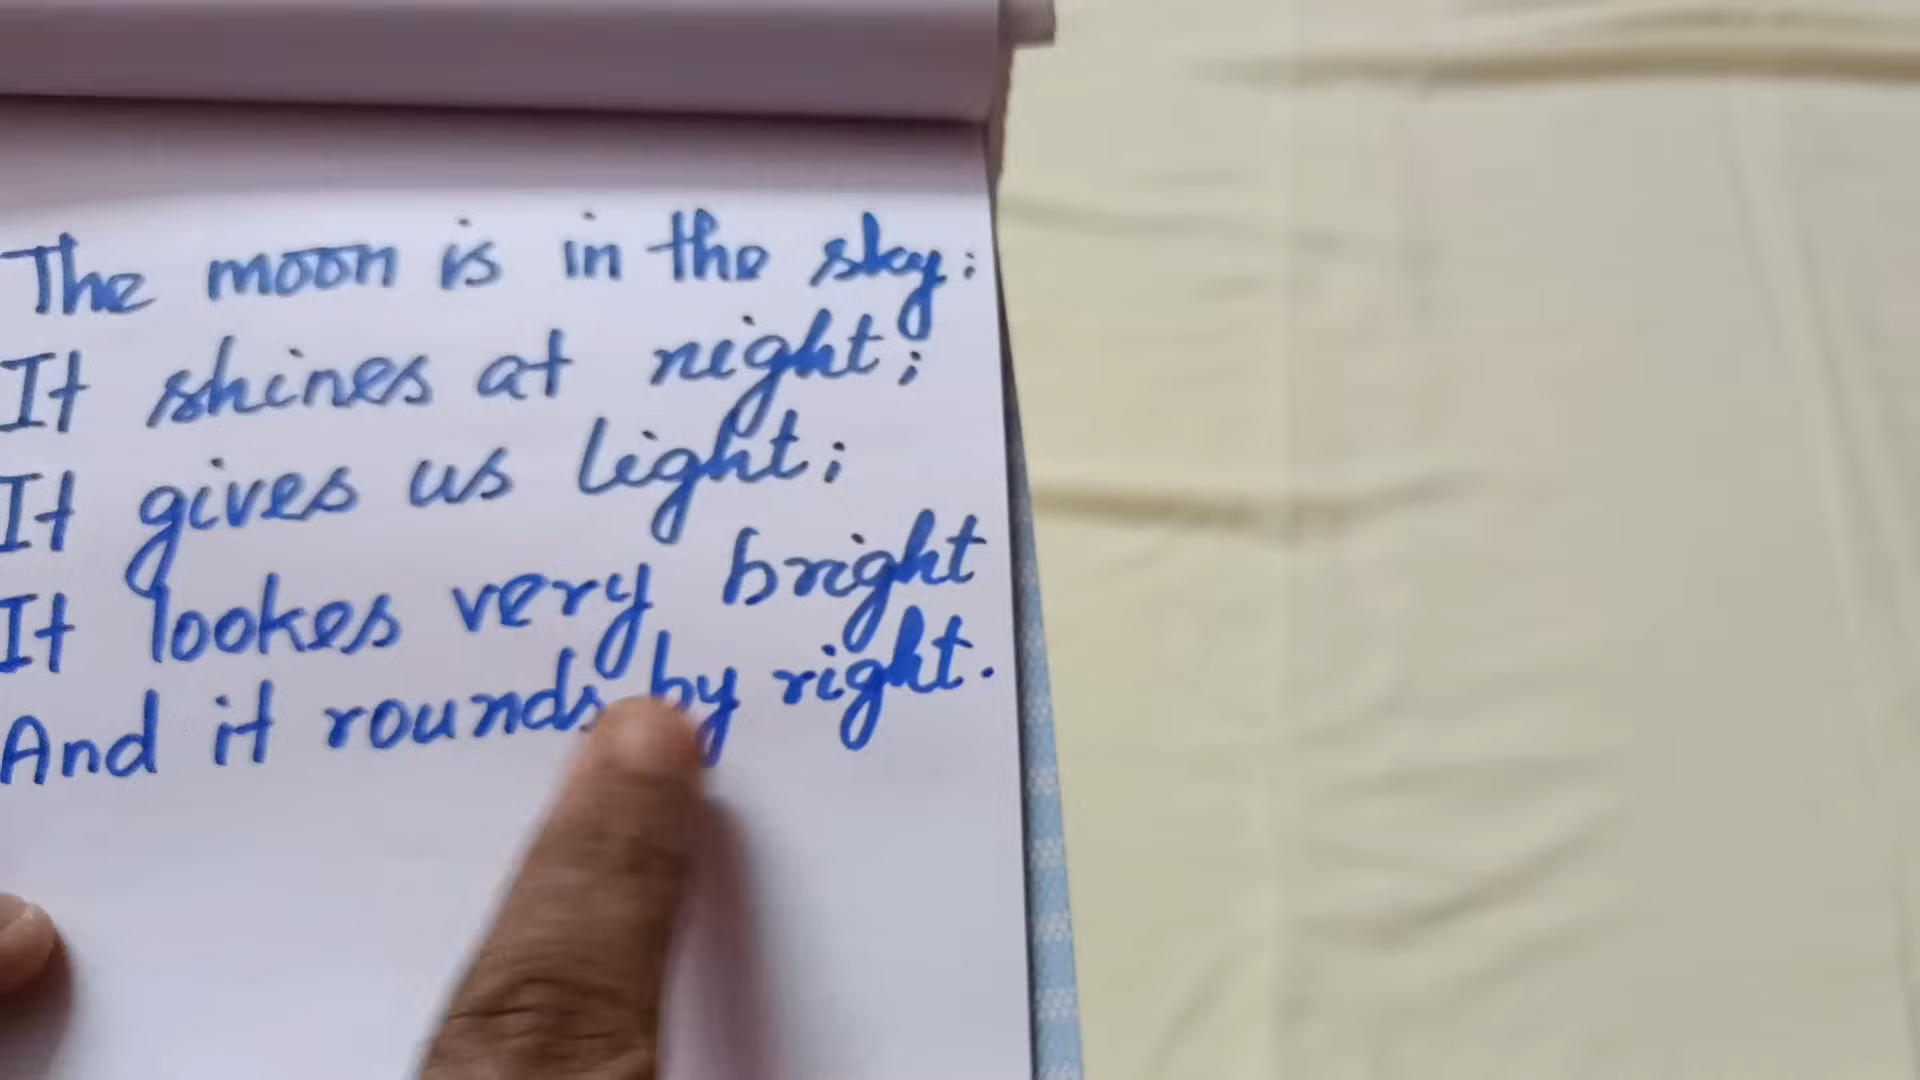 The moon is in the sky;
It shines at night;
It gives us light;
It lookes very bright
And it rounds by right.